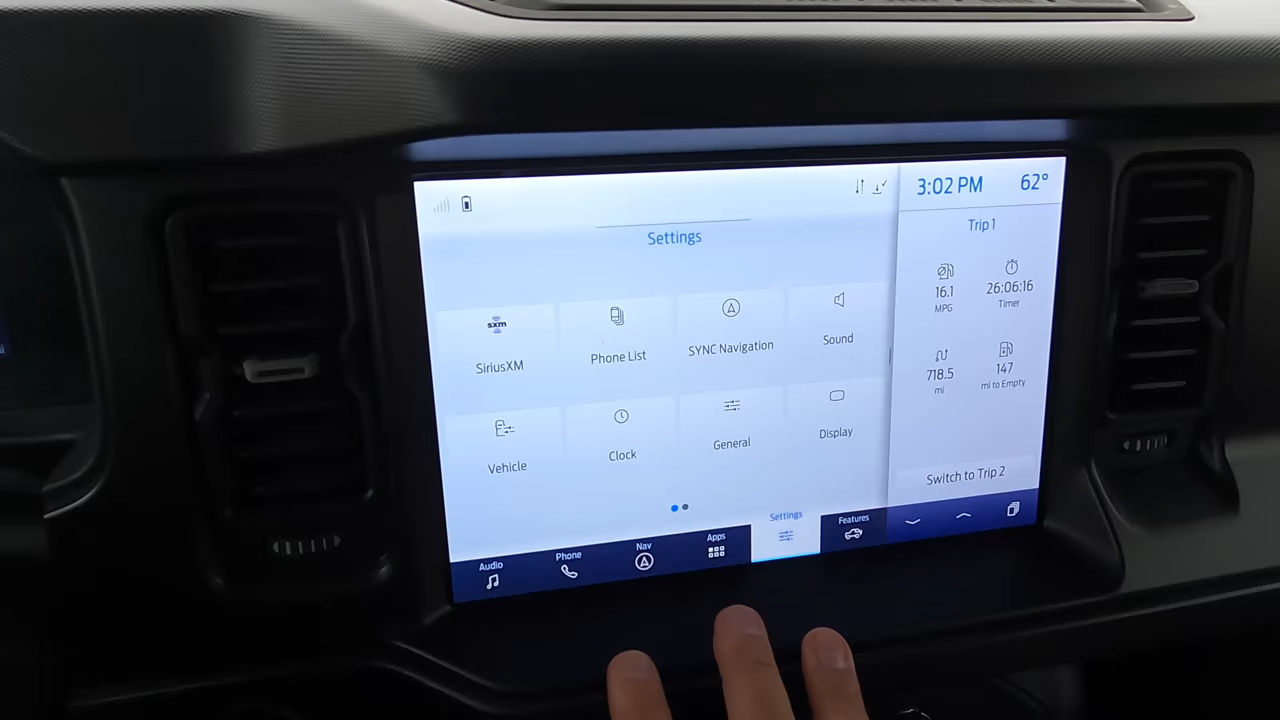 3:02 PM 62°
Settings
Trip 1
sxm
SiriusXM
Phone List
SYNC Navigation
Sound
16.1
MPG
26:06:16
Timer
718.5
mi
147
mi to Empty
Vehicle
Clock
General
Display
Switch to Trip 2
Audio
Phone
Nav
Apps
Settings
Features